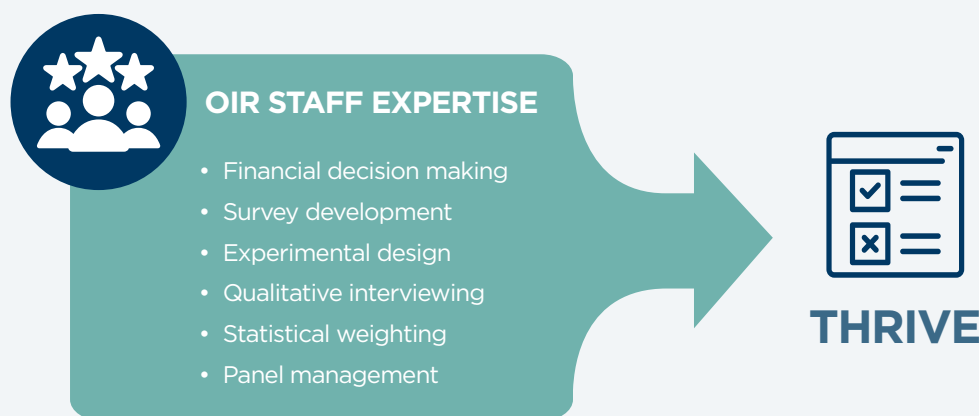 OIR STAFF EXPERTISE
• Financial decision making
• Survey development
• Experimental design
• Qualitative interviewing
• Statistical weighting
• Panel management
THRIVE